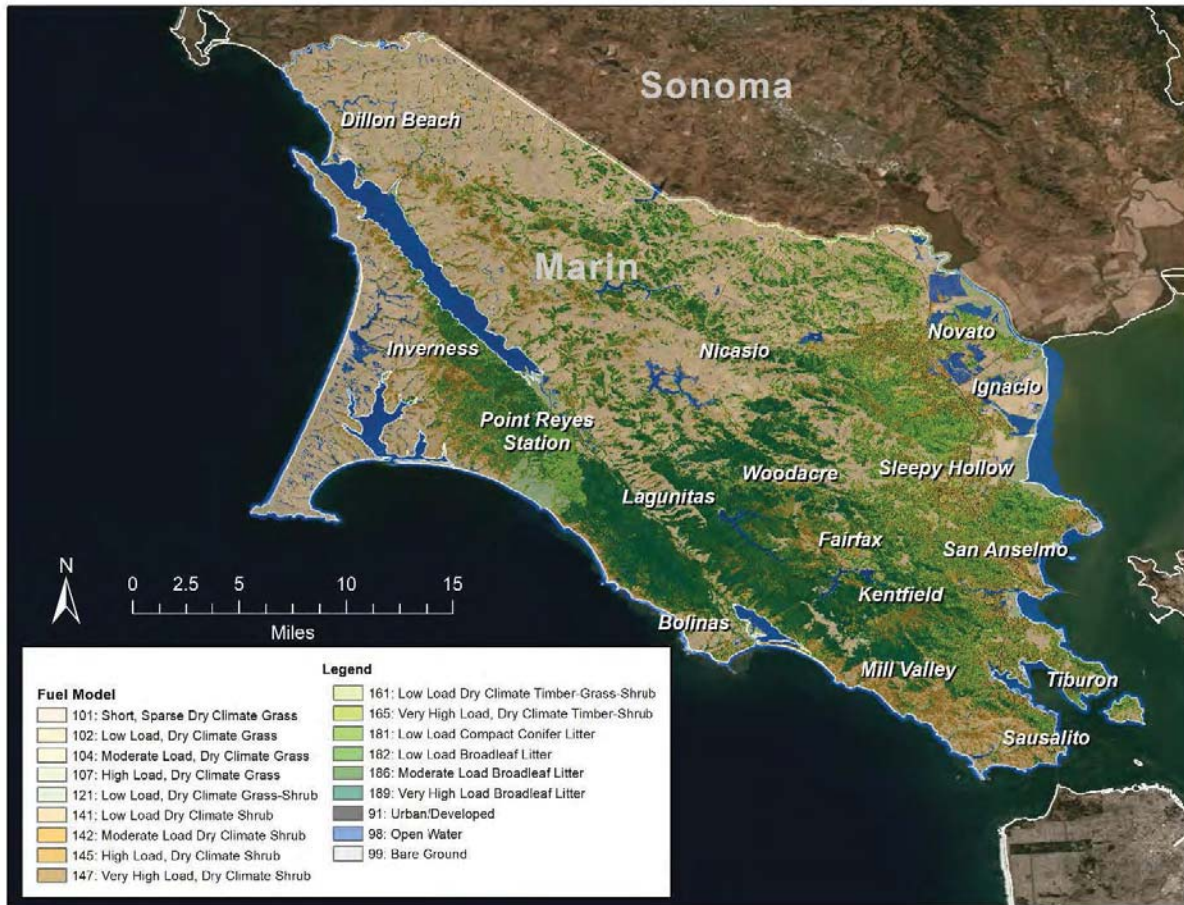 Sonoma
Dillon Beach
Marin
Novato
Inverness
Nicasio
Ignacio
Point Reyes
Station
Woodacre
Sleepy Hollow
Lagunitas
Fairfax
San Anselmo
Kentfield
Bolinas
Mill Valley
Tiburon
Sausalito
N
0 2.5 5 10 15
Miles
Legend
Fuel Model
101: Short, Sparse Dry Climate Grass
102: Low Load, Dry Climate Grass
104: Moderate Load, Dry Climate Grass
107: High Load, Dry Climate Grass
121: Low Load, Dry Climate Grass-Shrub
141: Low Load Dry Climate Shrub
142: Moderate Load Dry Climate Shrub
145: High Load, Dry Climate Shrub
147: Very High Load, Dry Climate Shrub
161: Low Load Dry Climate Timber-Grass-Shrub
165: Very High Load, Dry Climate Timber-Shrub
181: Low Load Compact Conifer Litter
182: Low Load Broadleaf Litter
186: Moderate Load Broadleaf Litter
189: Very High Load Broadleaf Litter
91: Urban/Developed
98: Open Water
99: Bare Ground